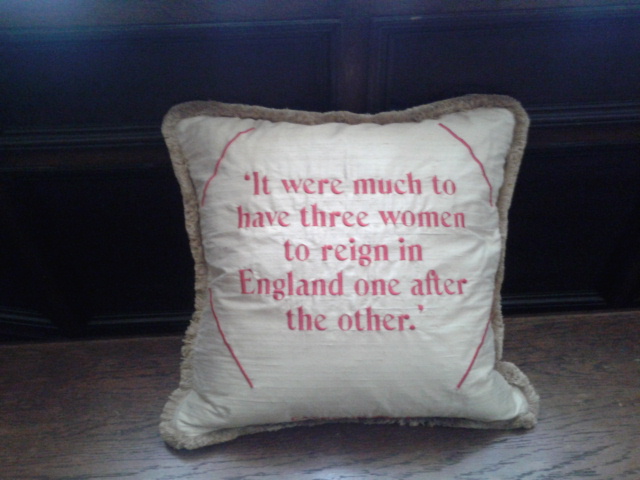 ‘It were much to
have three women
to reign in
England one after
the other.’